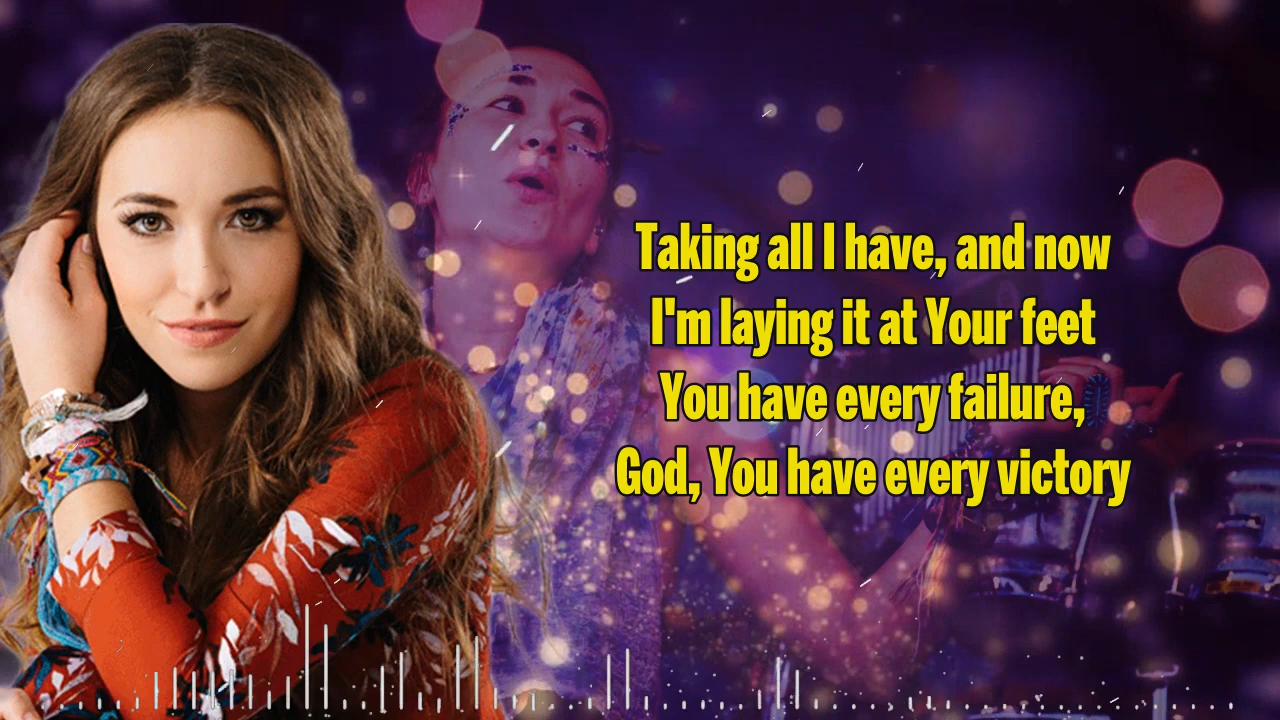 Taking all I have, and now
I'm laying it at Your feet
You have every failure,
God, You have every victory